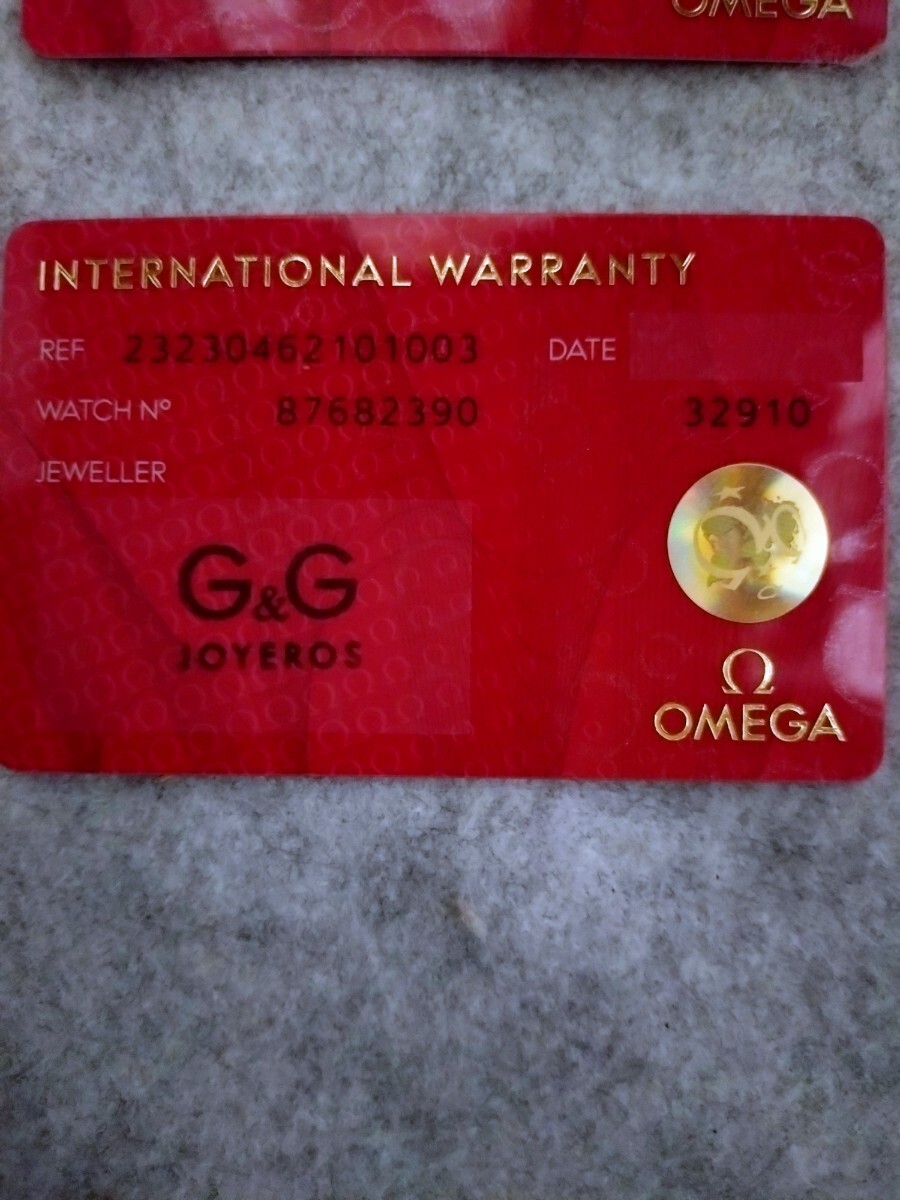 OMEGA
INTERNATIONAL WARRANTY
REF 23230462101003 DATE
WATCH Nº 87682390 32910
JEWELLER
G&G
JOYEROS
Ω
OMEGA